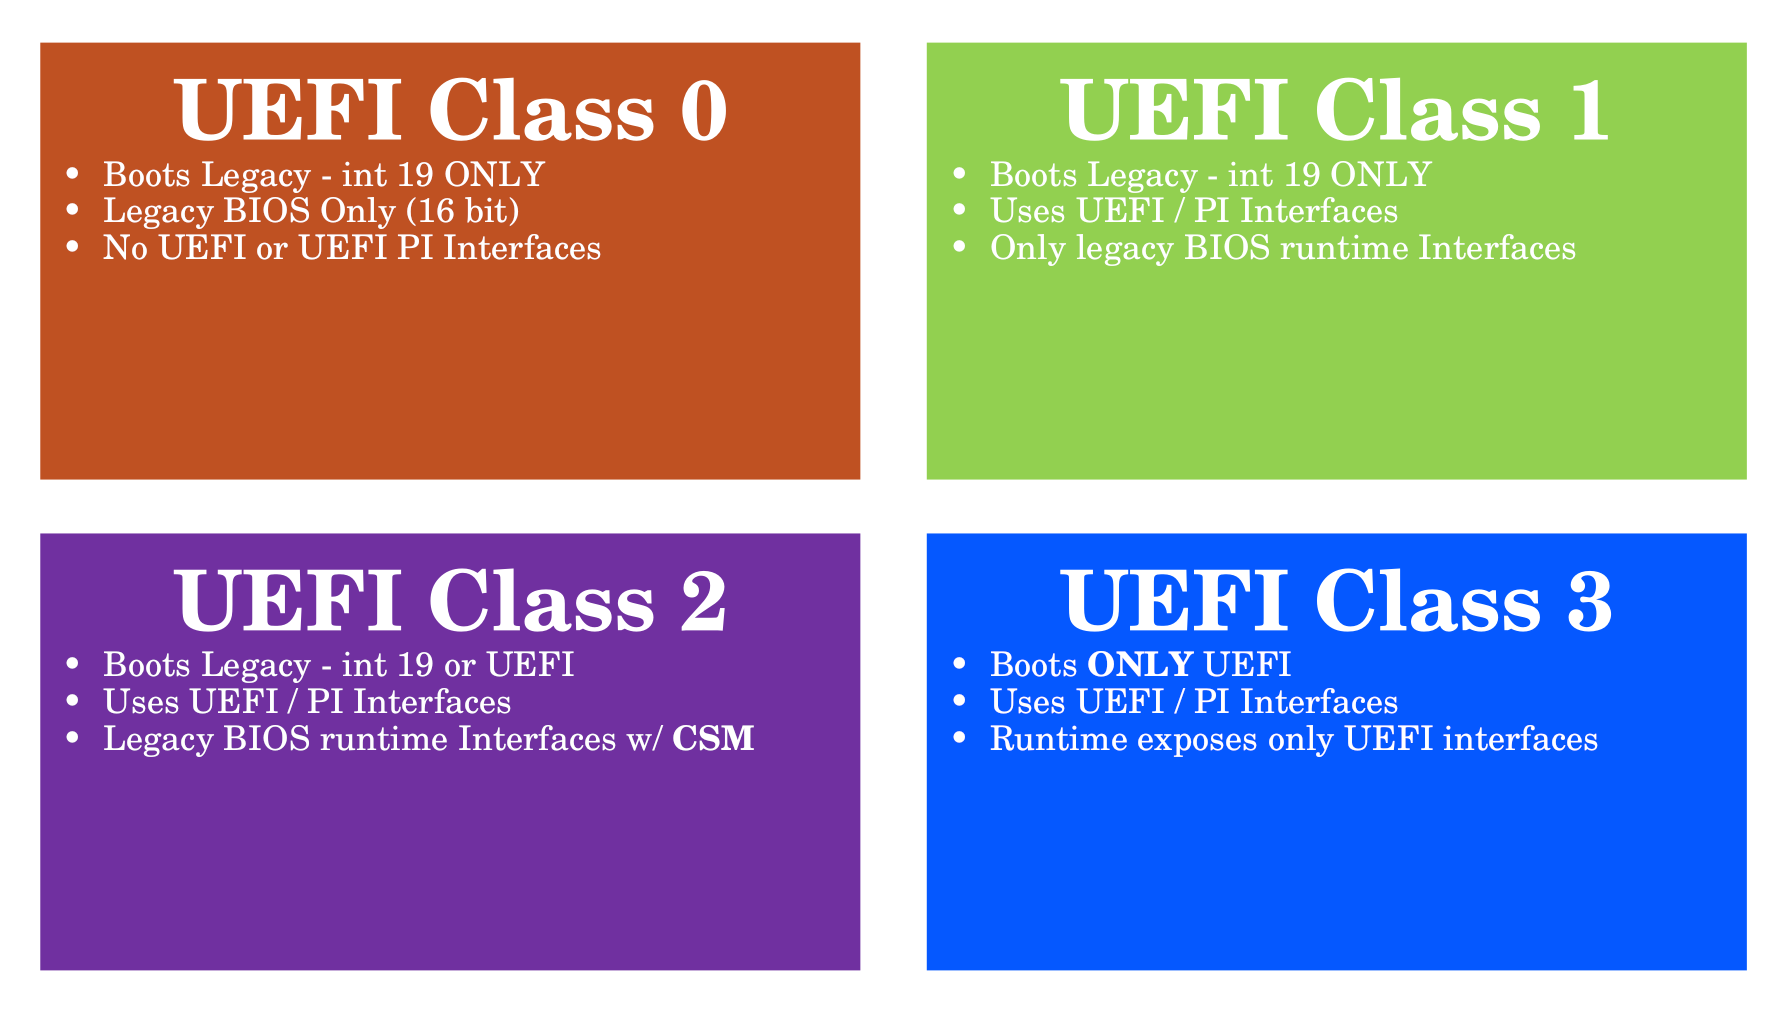 UEFI Class 0
• Boots Legacy - int 19 ONLY
• Legacy BIOS Only (16 bit)
• No UEFI or UEFI PI Interfaces
UEFI Class 1
• Boots Legacy - int 19 ONLY
• Uses UEFI / PI Interfaces
• Only legacy BIOS runtime Interfaces
UEFI Class 2
• Boots Legacy - int 19 or UEFI
• Uses UEFI / PI Interfaces
• Legacy BIOS runtime Interfaces w/ CSM
UEFI Class 3
• Boots ONLY UEFI
• Uses UEFI / PI Interfaces
• Runtime exposes only UEFI interfaces